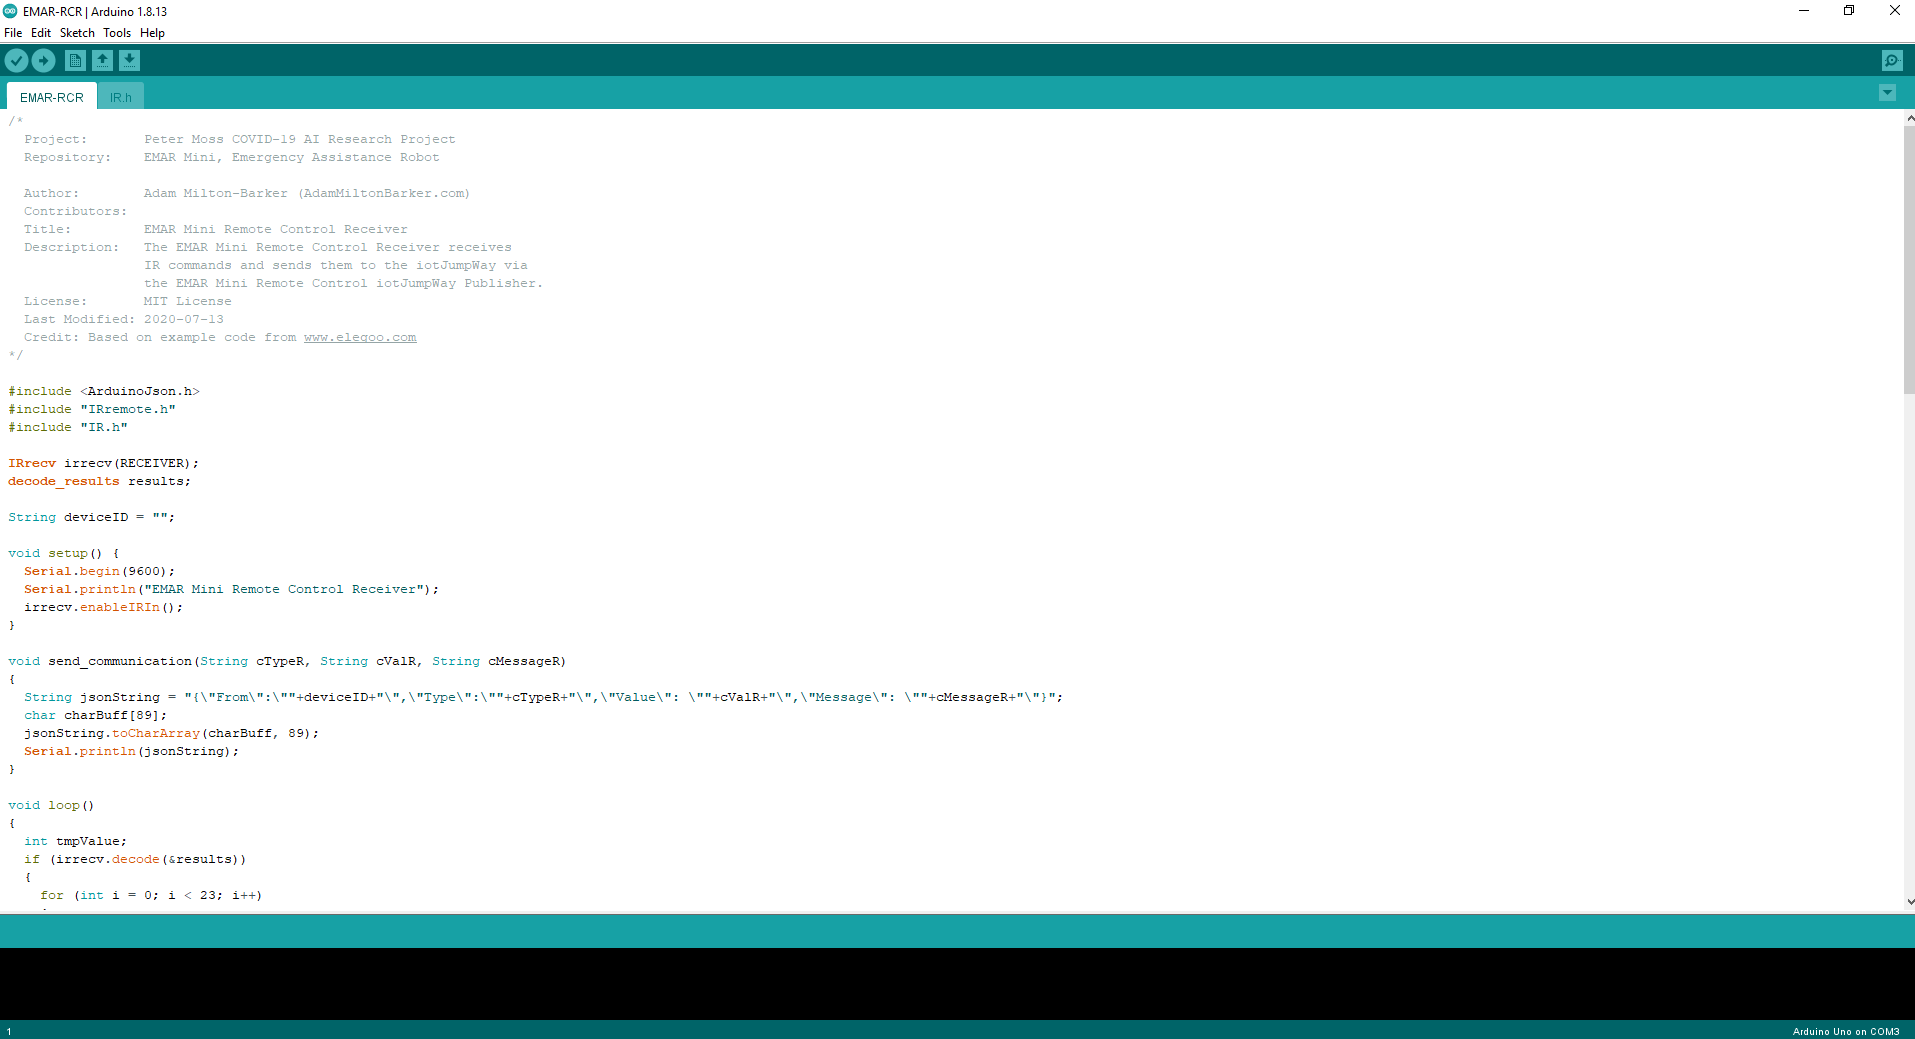 EMAR-RCR | Arduino 1.8.13
File Edit Sketch Tools Help
EMAR-RCR IR.h
/*
  Project:       Peter Moss COVID-19 AI Research Project
  Repository:    EMAR Mini, Emergency Assistance Robot

  Author:        Adam Milton-Barker (AdamMiltonBarker.com)
  Contributors:
  Title:         EMAR Mini Remote Control Receiver
  Description:   The EMAR Mini Remote Control Receiver receives
                 IR commands and sends them to the iotJumpWay via
                 the EMAR Mini Remote Control iotJumpWay Publisher.
  License:       MIT License
  Last Modified: 2020-07-13
  Credit: Based on example code from www.elegoo.com
*/

#include <ArduinoJson.h>
#include "IRremote.h"
#include "IR.h"

IRrecv irrecv(RECEIVER);
decode_results results;

String deviceID = "";

void setup() {
  Serial.begin(9600);
  Serial.println("EMAR Mini Remote Control Receiver");
  irrecv.enableIRIn();
}

void send_communication(String cTypeR, String cValR, String cMessageR)
{
  String jsonString = "{\"From\":\""+deviceID+"\",\"Type\":\""+cTypeR+"\",\"Value\": \""+cValR+"\",\"Message\": \""+cMessageR+"\"}";
  char charBuff[89];
  jsonString.toCharArray(charBuff, 89);
  Serial.println(jsonString);
}

void loop()
{
  int tmpValue;
  if (irrecv.decode(&results))
  {
    for (int i = 0; i < 23; i++)
1
Arduino Uno on COM3